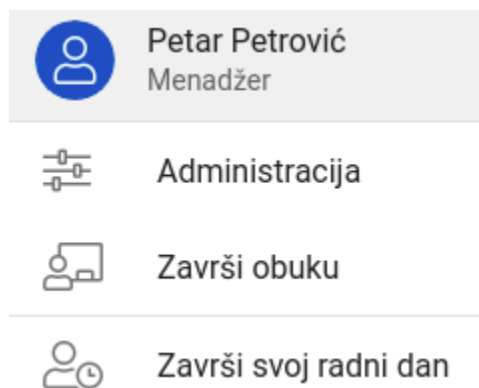 Petar Petrović
Menadžer
Administracija
Završi obuku
Završi svoj radni dan